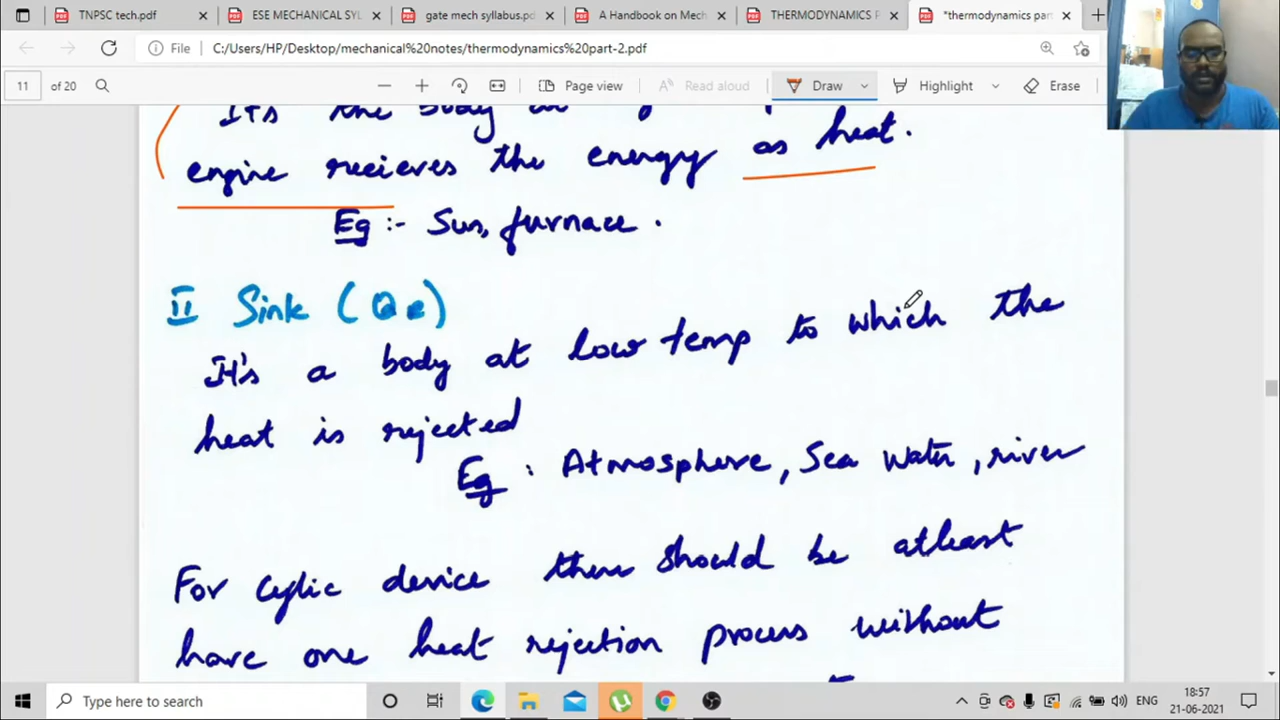 TNPSC tech.pdf
ESE MECHANICAL SYL
gate mech syllabus.pd
A Handbook on Mech
THERMODYNAMICS P
*thermodynamics par
File
C:/Users/HP/Desktop/mechanical%20notes/thermodynamics%20part-2.pdf
11 of 20
Page view
Read aloud
Draw
Highlight
Erase
It's the body
engine recieves the energy as heat.
Eg :- Sun, furnace.
II Sink (
It's a body at low temp to which the
heat is rejected
Eg : Atmosphere, Sea Water, river
For cylic device there should be atleast
have one heat rejection process without
Type here to search
ENG
18:57
21-06-2021